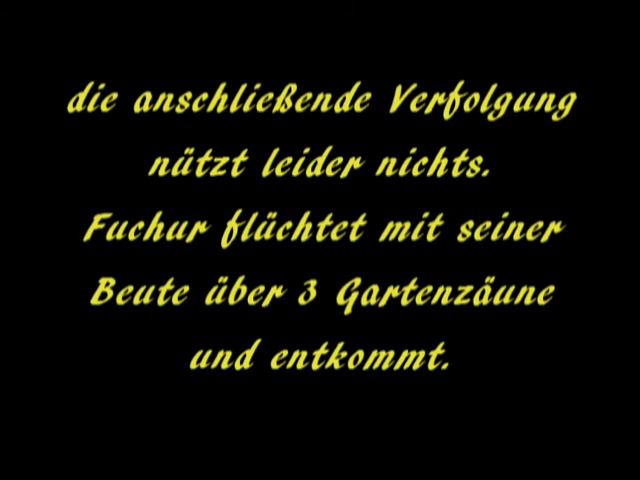 die anschließende Verfolgung
nützt leider nichts.
Fuchur flüchtet mit seiner
Beute über 3 Gartenzäune
und entkommt.